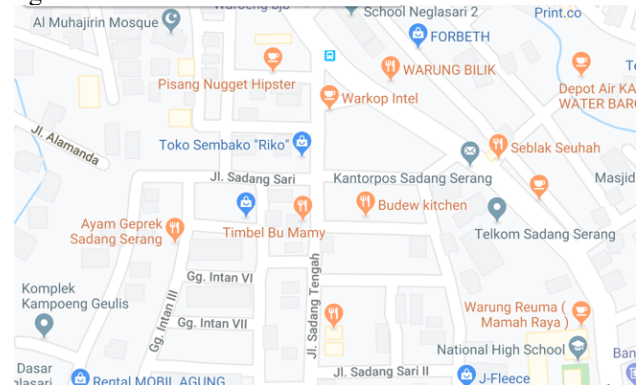 School Neglasari 2
Print.co
Al Muhajirin Mosque
FORBETH
WARUNG BILIK
Pisang Nugget Hipster
Depot Air KA
WATER BARO
Warkop Intel
Jl. Alamanda
Toko Sembako "Riko"
Seblak Seuhah
Jl. Sadang Sari
Kantorpos Sadang Serang
Masjid
Budew kitchen
Ayam Geprek
Sadang Serang
Timbel Bu Mamy
Telkom Sadang Serang
Gg. Intan VI
Komplek
Kampoeng Geulis
Gg. Intan III
Jl. Sadang Tengah
Warung Reuma (
Mamah Raya )
Gg. Intan VII
National High School
Ban
Dasar
glasari
Rental MOBIL AGUNG
Jl. Sadang Sari II
J-Fleece